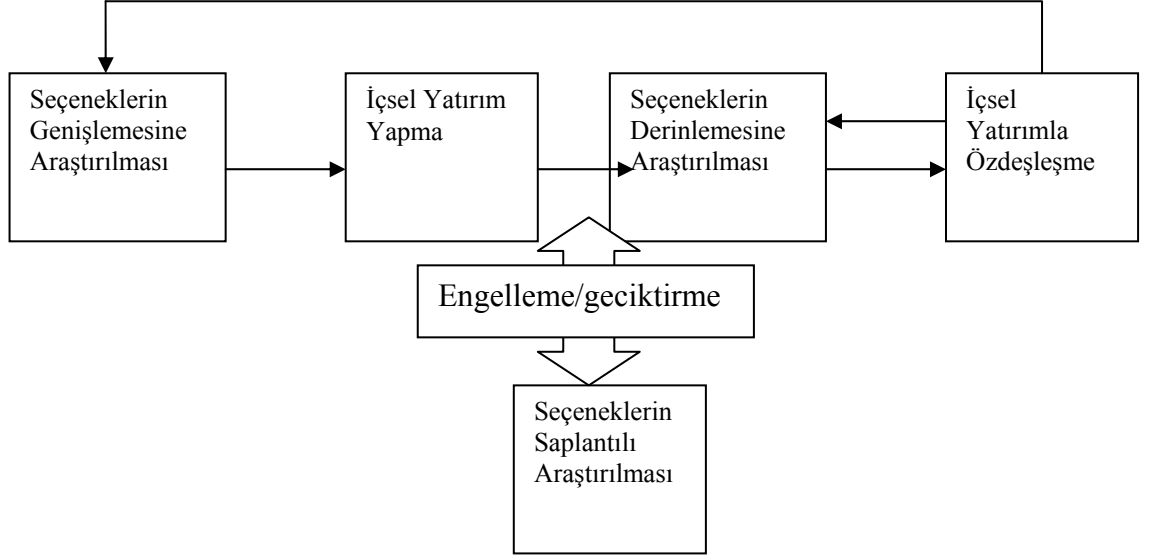 Seçeneklerin
Genişlemesine
Araştırılması
İçsel Yatırım
Yapma
Seçeneklerin
Derinlemesine
Araştırılması
İçsel
Yatırımla
Özdeşleşme
Engelleme/geciktirme
Seçeneklerin
Saplantılı
Araştırılması